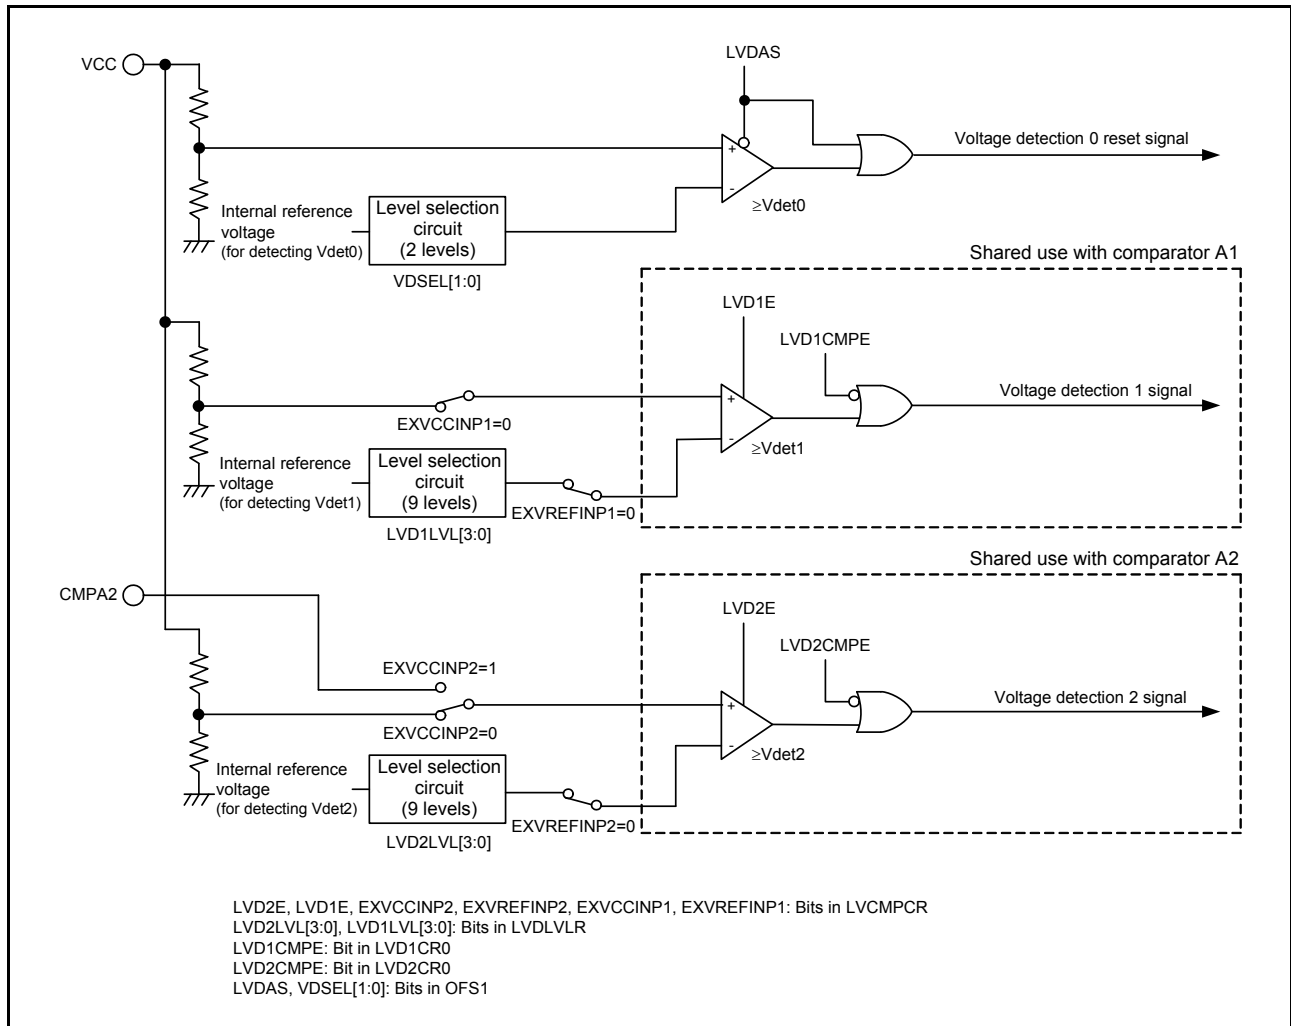 VCC
LVDAS
+
-
≥Vdet0
Voltage detection 0 reset signal
Internal reference
voltage
(for detecting Vdet0)
Level selection
circuit
(2 levels)
VDSEL[1:0]
Shared use with comparator A1
LVD1E
LVD1CMPE
+
-
≥Vdet1
Voltage detection 1 signal
EXVCCINP1=0
Internal reference
voltage
(for detecting Vdet1)
Level selection
circuit
(9 levels)
EXVREFINP1=0
LVD1LVL[3:0]
Shared use with comparator A2
CMPA2
LVD2E
LVD2CMPE
EXVCCINP2=1
+
-
≥Vdet2
Voltage detection 2 signal
EXVCCINP2=0
Internal reference
voltage
(for detecting Vdet2)
Level selection
circuit
(9 levels)
EXVREFINP2=0
LVD2LVL[3:0]
LVD2E, LVD1E, EXVCCINP2, EXVREFINP2, EXVCCINP1, EXVREFINP1: Bits in LVCMPCR
LVD2LVL[3:0], LVD1LVL[3:0]: Bits in LVDLVLR
LVD1CMPE: Bit in LVD1CR0
LVD2CMPE: Bit in LVD2CR0
LVDAS, VDSEL[1:0]: Bits in OFS1